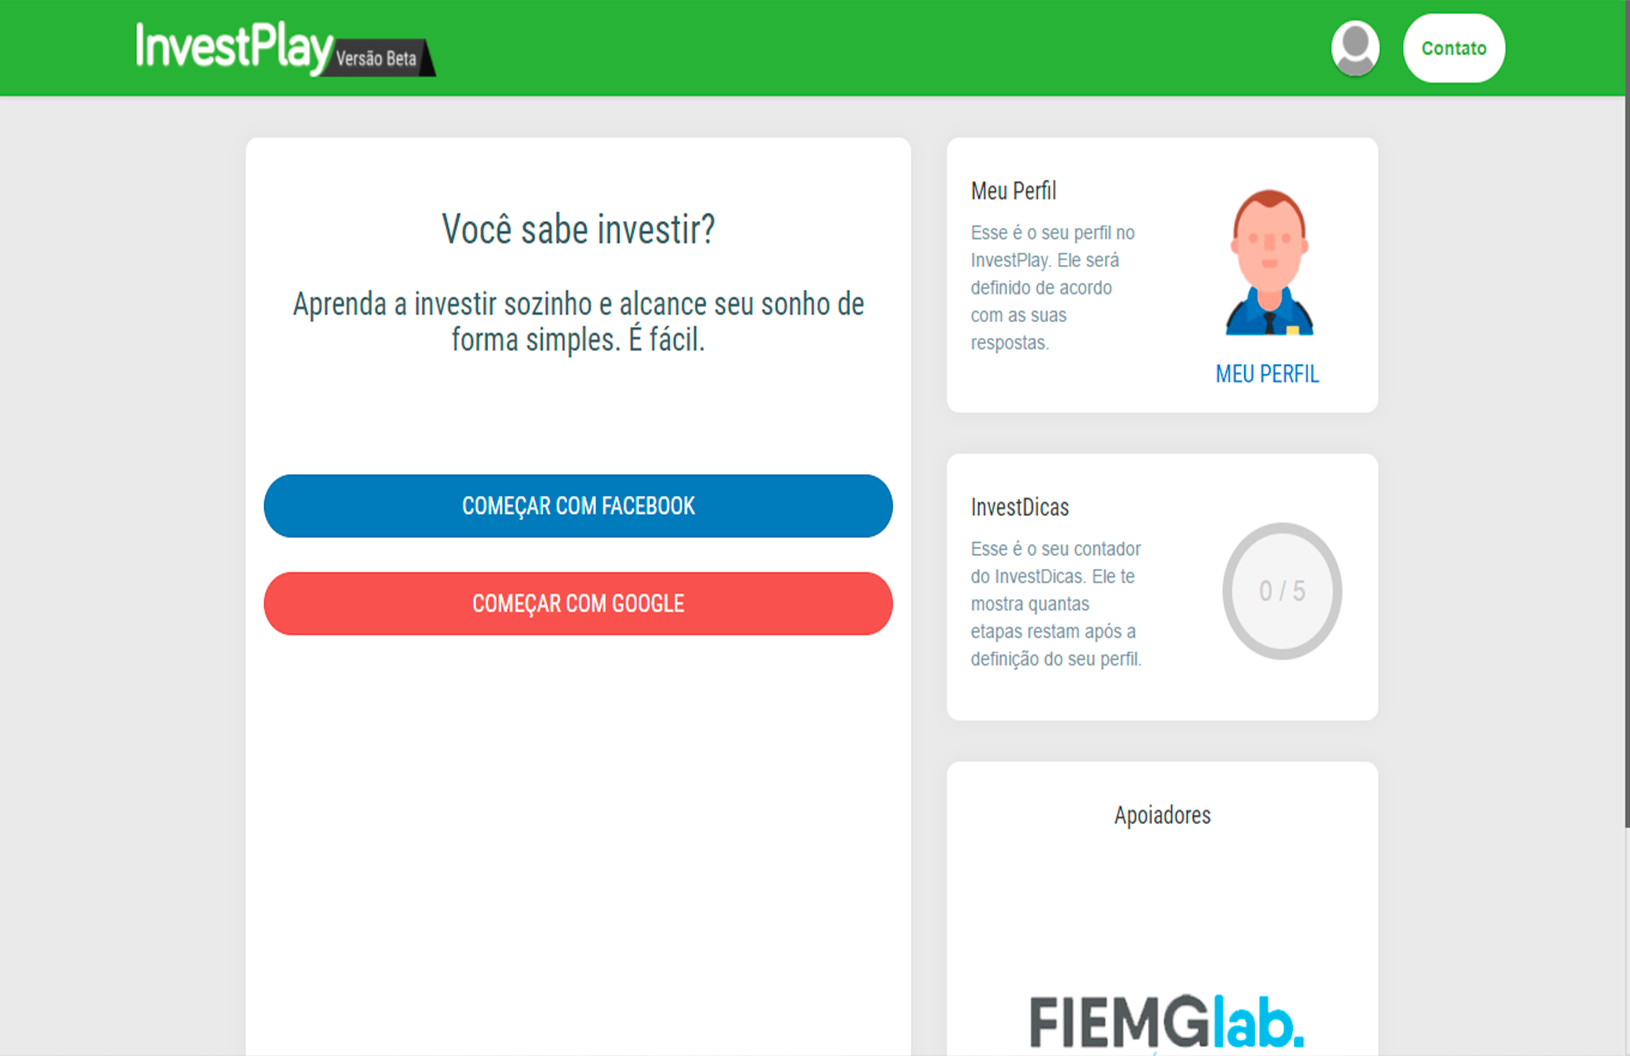 InvestPlay Versão Beta
Contato
Você sabe investir?
Aprenda a investir sozinho e alcance seu sonho de
forma simples. É fácil.
COMEÇAR COM FACEBOOK
COMEÇAR COM GOOGLE
Meu Perfil
Esse é o seu perfil no
InvestPlay. Ele será
definido de acordo
com as suas
respostas.
MEU PERFIL
InvestDicas
Esse é o seu contador
do InvestDicas. Ele te
mostra quantas
etapas restam após a
definição do seu perfil.
0 / 5
Apoiadores
FIEMGlab.